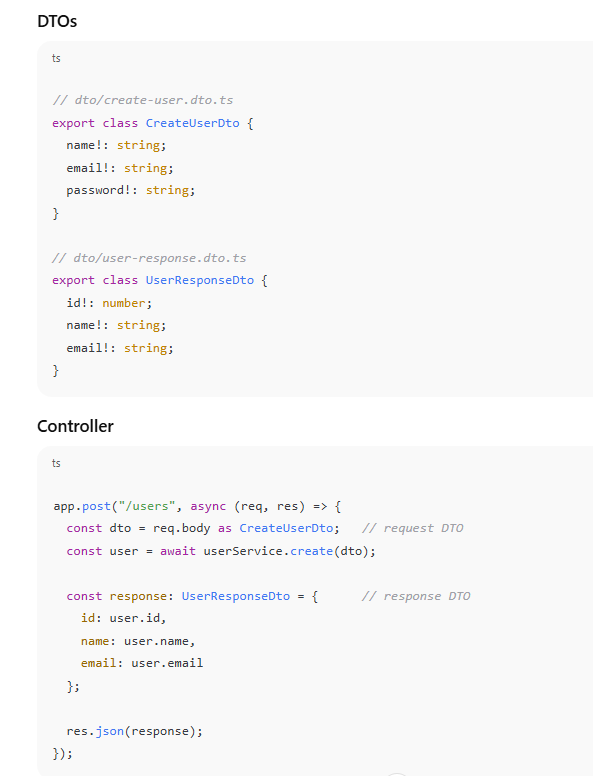 DTOs
ts
// dto/create-user.dto.ts
export class CreateUserDto {
  name!: string;
  email!: string;
  password!: string;
}
// dto/user-response.dto.ts
export class UserResponseDto {
  id!: number;
  name!: string;
  email!: string;
}
Controller
ts
app.post("/users", async (req, res) => {
  const dto = req.body as CreateUserDto;   // request DTO
  const user = await userService.create(dto);
  const response: UserResponseDto = {      // response DTO
    id: user.id,
    name: user.name,
    email: user.email
  };
  res.json(response);
});